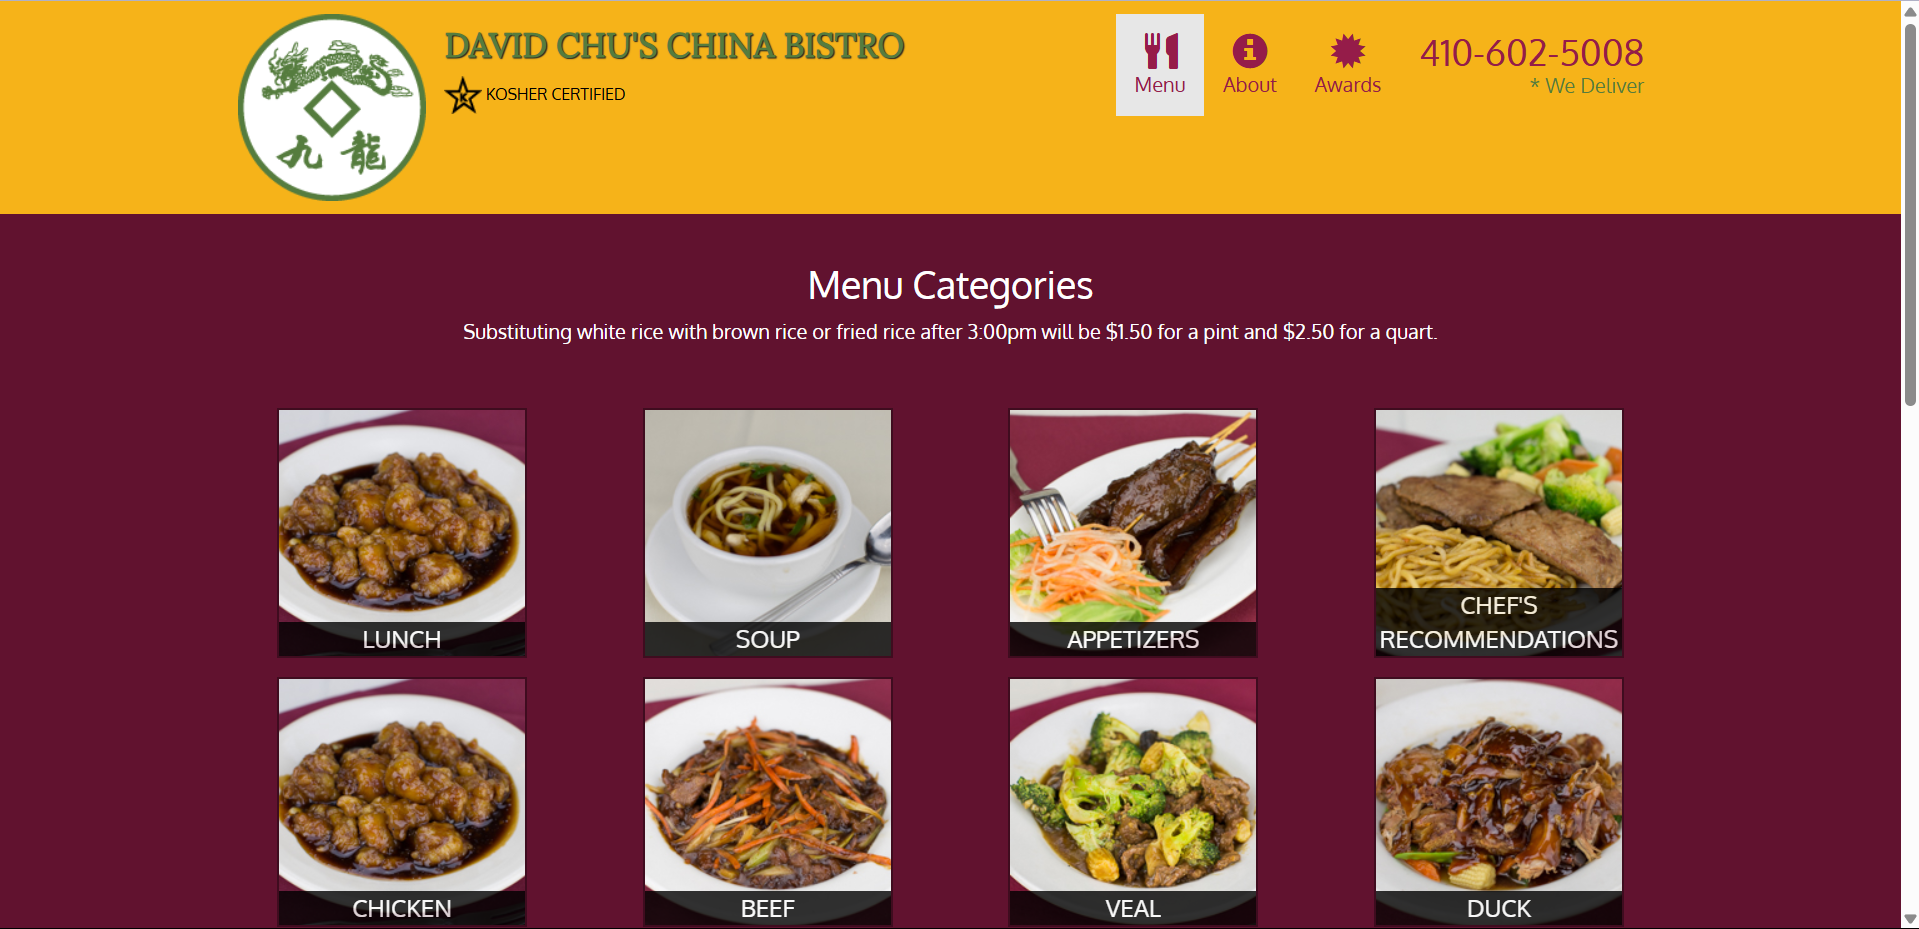 九龍
DAVID CHU'S CHINA BISTRO
KOSHER CERTIFIED
Menu
About
Awards
410-602-5008
* We Deliver
Menu Categories
Substituting white rice with brown rice or fried rice after 3:00pm will be $1.50 for a pint and $2.50 for a quart.
LUNCH
SOUP
APPETIZERS
CHEF'S
RECOMMENDATIONS
CHICKEN
BEEF
VEAL
DUCK